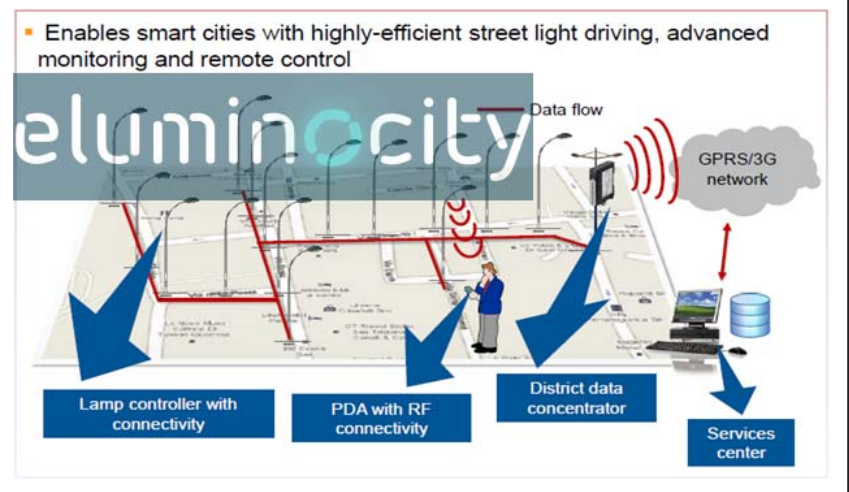 Enables smart cities with highly-efficient street light driving, advanced
monitoring and remote control
eluminocity
Data flow
GPRS/3G
network
Lamp controller with
connectivity
PDA with RF
connectivity
District data
concentrator
Services
center